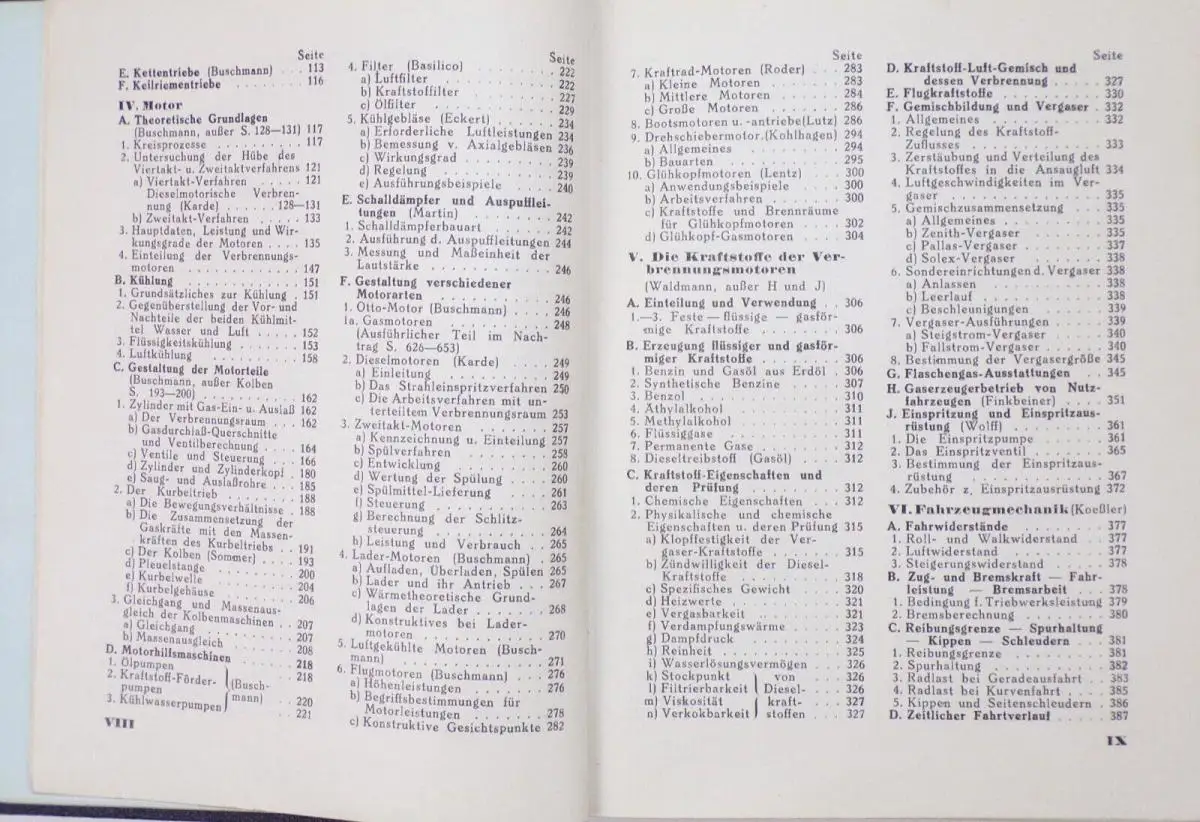 Seite
E. Kettentriebe (Buschmann) . . 113
F. Keilriementriebe . . . . . . . 116
IV. Motor
A. Theoretische Grundlagen
(Buschmann, außer S. 128—131) 117
1. Kreisprozesse . . . . . . . . 117
2. Untersuchung der Hübe des
Viertakt- u. Zweitaktverfahrens 121
a) Viertakt-Verfahren . . . . . 121
Dieselmotorische Verbren-
nung (Karde) . . . . . . 128—131
b) Zweitakt-Verfahren . . . . . 133
3. Hauptdaten, Leistung und Wir-
kungsgrade der Motoren . . . . 135
4. Einteilung der Verbrennungs-
motoren . . . . . . . . . . . 147
B. Kühlung . . . . . . . . . . 151
1. Grundsätzliches zur Kühlung . 151
2. Gegenüberstellung der Vor- und
Nachteile der beiden Kühlmit-
tel Wasser und Luft . . . . . 152
3. Flüssigkeitskühlung . . . . . . 153
4. Luftkühlung . . . . . . . . . 158
C. Gestaltung der Motorteile
(Buschmann, außer Kolben
S. 193—200) . . . . . . . . . 162
1. Zylinder mit Gas-Ein- u. Auslaß 162
a) Der Verbrennungsraum . . . 162
b) Gasdurchlaß-Querschnitte
und Ventilberechnung . . . . 164
c) Ventile und Steuerung . . . 166
d) Zylinder und Zylinderkopf . 180
e) Saug- und Auslaßrohre . . . 185
2. Der Kurbeltrieb . . . . . . . . 188
a) Die Bewegungsverhältnisse . 188
b) Die Zusammensetzung der
Gaskräfte mit den Massen-
kräften des Kurbeltriebs . . 191
c) Der Kolben (Sommer) . . . . 193
d) Pleuelstange . . . . . . . . 200
e) Kurbelwelle . . . . . . . . 204
f) Kurbelgehäuse . . . . . . . 206
3. Gleichgang und Massenaus-
gleich der Kolbenmaschinen . . 207
a) Gleichgang . . . . . . . . . 207
b) Massenausgleich . . . . . . 208
D. Motorhilfsmaschinen . . . . . 218
1. Ölpumpen . . . . . . . . . . 218
2. Kraftstoff-Förder-
pumpen } (Busch- . . 220
3. Kühlwasserpumpen } mann) . . . 221
VIII
Seite
4. Filter (Basilico) . . . . . . . 222
a) Luftfilter . . . . . . . . . 222
b) Kraftstoffilter . . . . . . . 227
c) Ölfilter . . . . . . . . . . 229
5. Kühlgebläse (Eckert) . . . . . 234
a) Erforderliche Luftleistungen 234
b) Bemessung v. Axialgebläsen 236
c) Wirkungsgrad . . . . . . . 239
d) Regelung . . . . . . . . . 239
e) Ausführungsbeispiele . . . . 240
E. Schalldämpfer und Auspufflei-
tungen (Martin) . . . . . . . 242
1. Schalldämpferbauart . . . . . 242
2. Ausführung d. Auspuffleitungen 244
3. Messung und Maßeinheit der
Lautstärke . . . . . . . . . . 246
F. Gestaltung verschiedener
Motorarten . . . . . . . . . . 246
1. Otto-Motor (Buschmann) . . . 246
1a. Gasmotoren . . . . . . . . . 248
(Ausführlicher Teil im Nach-
trag S. 626—653)
2. Dieselmotoren (Karde) . . . . 249
a) Einleitung . . . . . . . . . 249
b) Das Strahleinspritzverfahren 250
c) Die Arbeitsverfahren mit un-
terteiltem Verbrennungsraum 253
3. Zweitakt-Motoren . . . . . . . 257
a) Kennzeichnung u. Einteilung 257
b) Spülverfahren . . . . . . . 258
c) Entwicklung . . . . . . . . 260
d) Wertung der Spülung . . . . 260
e) Spülmittel-Lieferung . . . . 261
f) Steuerung . . . . . . . . . 263
g) Berechnung der Schlitz-
steuerung . . . . . . . . . 264
h) Leistung und Verbrauch . . 265
4. Lader-Motoren (Buschmann) . 265
a) Aufladen, Überladen, Spülen 265
b) Lader und ihr Antrieb . . . 267
c) Wärmetheoretische Grund-
lagen der Lader . . . . . . 268
d) Konstruktives bei Lader-
motoren . . . . . . . . . . 270
5. Luftgekühlte Motoren (Busch-
mann) . . . . . . . . . . . . 271
6. Flugmotoren (Buschmann) . . . 276
a) Höhenleistungen . . . . . . 276
b) Begriffsbestimmungen für
Motorleistungen . . . . . . 278
c) Konstruktive Gesichtspunkte 282
Seite
7. Kraftrad-Motoren (Roder) . . . 283
a) Kleine Motoren . . . . . . 283
b) Mittlere Motoren . . . . . . 284
c) Große Motoren . . . . . . . 286
8. Bootsmotoren u. -antriebe (Lutz) 286
9. Drehschiebermotor. (Kohlhagen) 294
a) Allgemeines . . . . . . . . 294
b) Bauarten . . . . . . . . . 295
10. Glühkopfmotoren (Lentz) . . . 300
a) Anwendungsbeispiele . . . . 300
b) Arbeitsverfahren . . . . . . 300
c) Kraftstoffe und Brennräume
für Glühkopfmotoren . . . . 302
d) Glühkopf-Gasmotoren . . . . 304
V. Die Kraftstoffe der Ver-
brennungsmotoren
(Waldmann, außer H und J)
A. Einteilung und Verwendung . 306
1.—3. Feste — flüssige — gasför-
mige Kraftstoffe . . . . . . . 306
B. Erzeugung flüssiger und gasför-
miger Kraftstoffe . . . . . . . 306
1. Benzin und Gasöl aus Erdöl . 306
2. Synthetische Benzine . . . . . 307
3. Benzol . . . . . . . . . . . . 310
4. Äthylalkohol . . . . . . . . . 311
5. Methylalkohol . . . . . . . . . 311
6. Flüssiggase . . . . . . . . . . 311
7. Permanente Gase . . . . . . . 312
8. Dieseltreibstoff (Gasöl) . . . . 312
C. Kraftstoff-Eigenschaften und
deren Prüfung . . . . . . . . 312
1. Chemische Eigenschaften . . . 312
2. Physikalische und chemische
Eigenschaften u. deren Prüfung 315
a) Klopffestigkeit der Ver-
gaser-Kraftstoffe . . . . . . 315
b) Zündwilligkeit der Diesel-
Kraftstoffe . . . . . . . . 318
c) Spezifisches Gewicht . . . . 320
d) Heizwerte . . . . . . . . . 321
e) Vergasbarkeit . . . . . . . 321
f) Verdampfungswärme . . . . 323
g) Dampfdruck . . . . . . . . 324
h) Reinheit . . . . . . . . . . 325
i) Wasserlösungsvermögen . . 326
k) Stockpunkt } von . . . 326
l) Filtrierbarkeit } Diesel- . . . 326
m) Viskosität } kraft- . . . 327
n) Verkokbarkeit } stoffen . . . 327
D. Kraftstoff-Luft-Gemisch und
dessen Verbrennung . . . . . 327
E. Flugkraftstoffe . . . . . . . . 330
F. Gemischbildung und Vergaser . 332
1. Allgemeines . . . . . . . . . 332
2. Regelung des Kraftstoff-
Zuflusses . . . . . . . . . . 333
3. Zerstäubung und Verteilung des
Kraftstoffes in die Ansaugluft 334
4. Luftgeschwindigkeiten im Ver-
gaser . . . . . . . . . . . . 335
5. Gemischzusammensetzung . . . 335
a) Allgemeines . . . . . . . . 335
b) Zenith-Vergaser . . . . . . 335
c) Pallas-Vergaser . . . . . . . 337
d) Solex-Vergaser . . . . . . . 338
6. Sondereinrichtungen d. Vergaser 338
a) Anlassen . . . . . . . . . . 338
b) Leerlauf . . . . . . . . . . 338
c) Beschleunigungen . . . . . 339
7. Vergaser-Ausführungen . . . . 339
a) Steigstrom-Vergaser . . . . 340
b) Fallstrom-Vergaser . . . . . 340
8. Bestimmung der Vergasergröße 345
G. Flaschengas-Ausstattungen . . 345
H. Gaserzeugerbetrieb von Nutz-
fahrzeugen (Finkbeiner) . . . . 351
J. Einspritzung und Einspritzaus-
rüstung (Wolff) . . . . . . . . 361
1. Die Einspritzpumpe . . . . . . 361
2. Das Einspritzventil . . . . . . 365
3. Bestimmung der Einspritzaus-
rüstung . . . . . . . . . . . 367
4. Zubehör z. Einspritzausrüstung 372
VI. Fahrzeugmechanik (Koeßler)
A. Fahrwiderstände . . . . . . . 377
1. Roll- und Walkwiderstand . . 377
2. Luftwiderstand . . . . . . . . 377
3. Steigerungswiderstand . . . . 378
B. Zug- und Bremskraft — Fahr-
leistung — Bremsarbeit . . . 378
1. Bedingung f. Triebwerksleistung 379
2. Bremsberechnung . . . . . . . 380
C. Reibungsgrenze — Spurhaltung
— Kippen — Schleudern . . . 381
1. Reibungsgrenze . . . . . . . . 381
2. Spurhaltung . . . . . . . . . 382
3. Radlast bei Geradeausfahrt . . 383
4. Radlast bei Kurvenfahrt . . . 385
5. Kippen und Seitenschleudern . 386
D. Zeitlicher Fahrtverlauf . . . . 387
IX